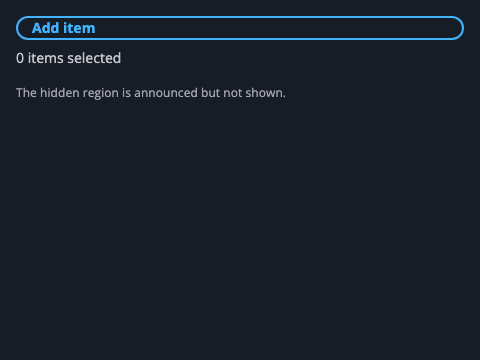 Add item
0 items selected
The hidden region is announced but not shown.